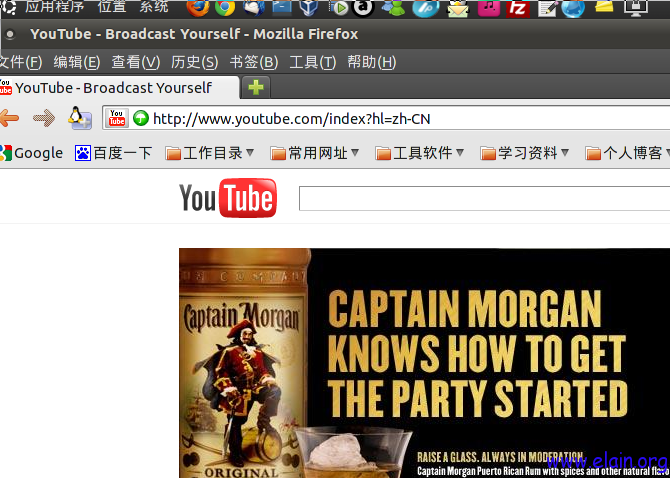 应用程序 位置 系统
YouTube - Broadcast Yourself - Mozilla Firefox
文件(F) 编辑(E) 查看(V) 历史(S) 书签(B) 工具(T) 帮助(H)
YouTube - Broadcast Yourself
You Tube http://www.youtube.com/index?hl=zh-CN
Google 百度一下 工作目录 常用网址 工具软件 学习资料 个人博客
YouTube
Captain Morgan
ORIGINAL
CAPTAIN MORGAN
KNOWS HOW TO GET
THE PARTY STARTED
RAISE A GLASS. ALWAYS IN MODERATION.
Captain Morgan Puerto Rican Rum with spices and other natural flavo
www.elain.org